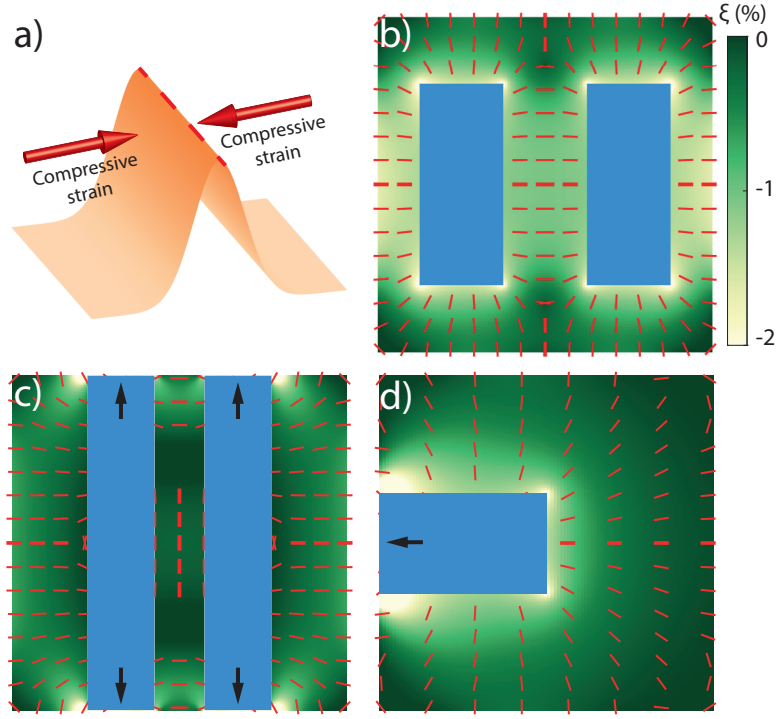 a)
Compressive
strain
Compressive
strain
b)
ξ (%)
0
-1
-2
c)
d)